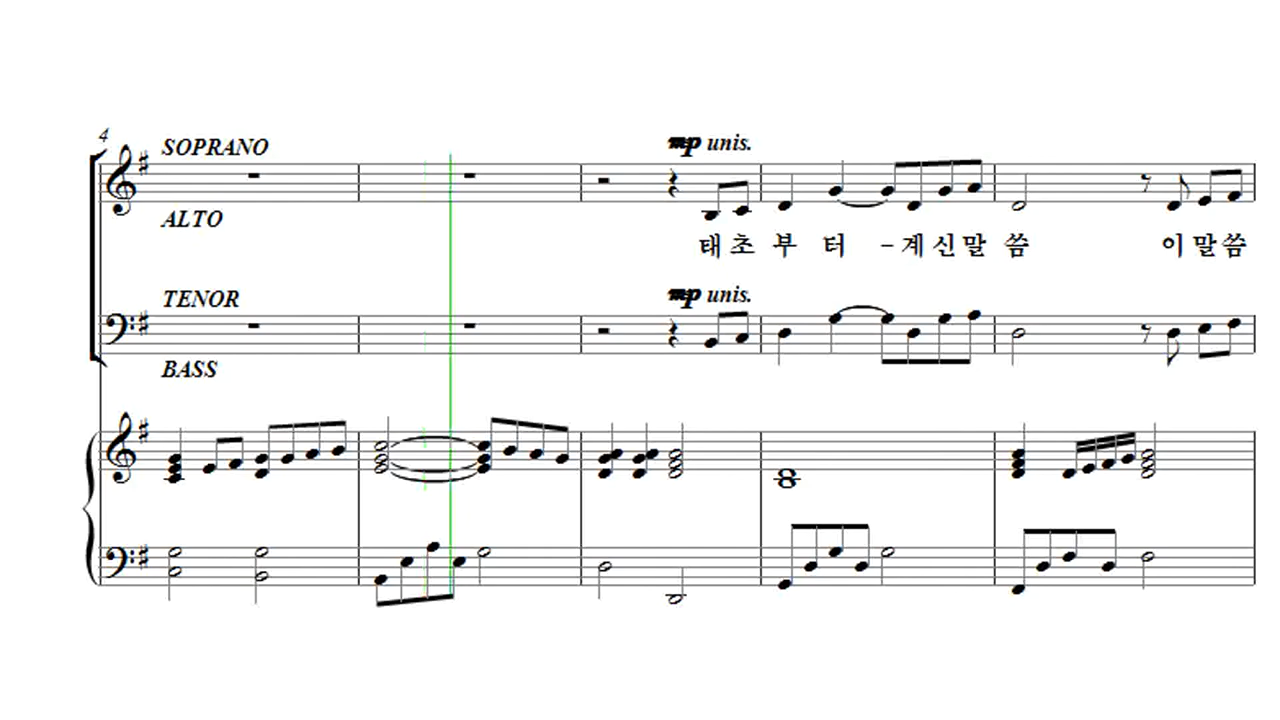 4
SOPRANO
mp unis.
ALTO
태초 부 터 -계신말 씀 이말씀
TENOR
mp unis.
BASS